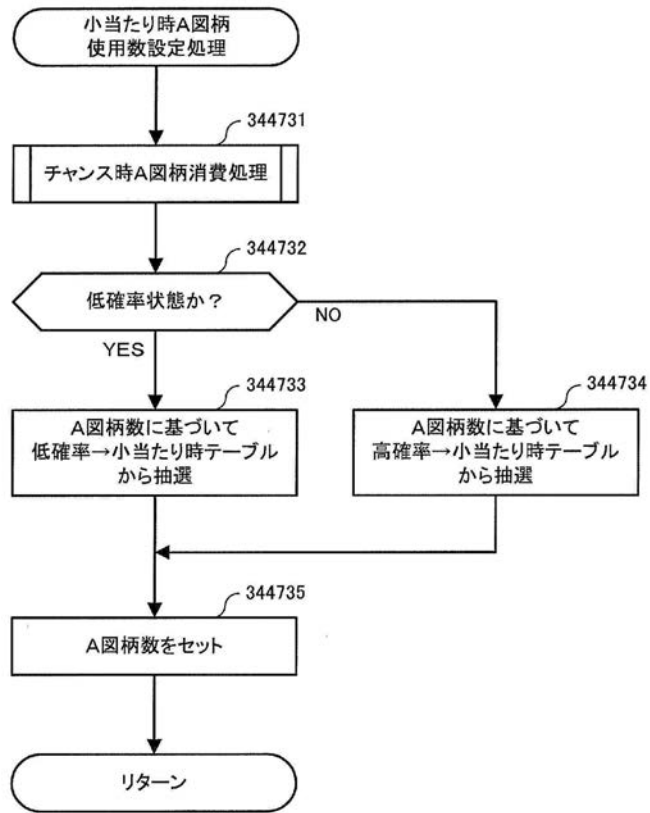 小当たり時A図柄
使用数設定処理
344731
チャンス時A図柄消費処理
344732
低確率状態か？
NO
YES
344733
A図柄数に基づいて
低確率→小当たり時テーブル
から抽選
344734
A図柄数に基づいて
高確率→小当たり時テーブル
から抽選
344735
A図柄数をセット
リターン